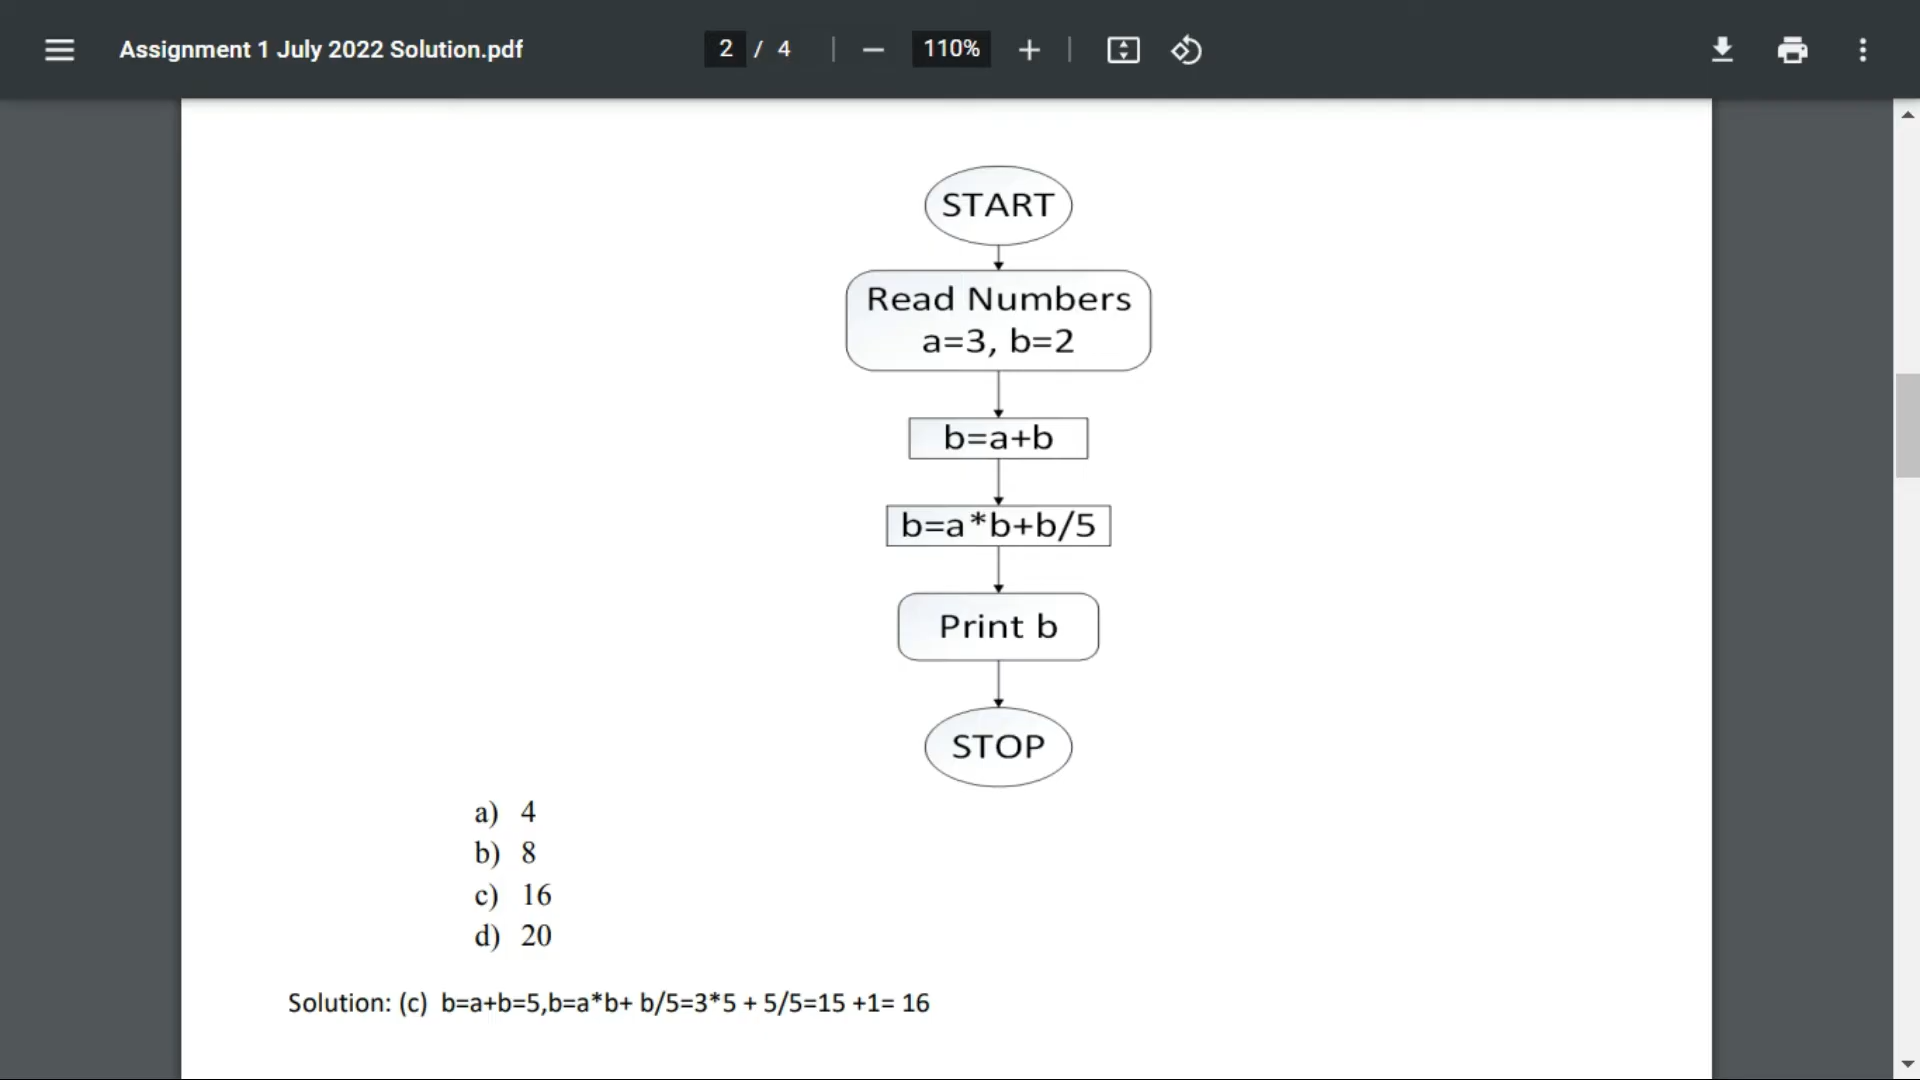 Assignment 1 July 2022 Solution.pdf
2 / 4
110%
START
Read Numbers
a=3, b=2
b=a+b
b=a*b+b/5
Print b
STOP
a) 4
b) 8
c) 16
d) 20
Solution: (c) b=a+b=5,b=a*b+ b/5=3*5 + 5/5=15 +1= 16